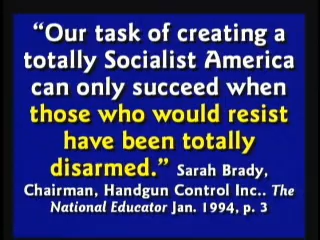 “Our task of creating a
totally Socialist America
can only succeed when
those who would resist
have been totally
disarmed.” Sarah Brady,
Chairman, Handgun Control Inc.. The
National Educator Jan. 1994, p. 3